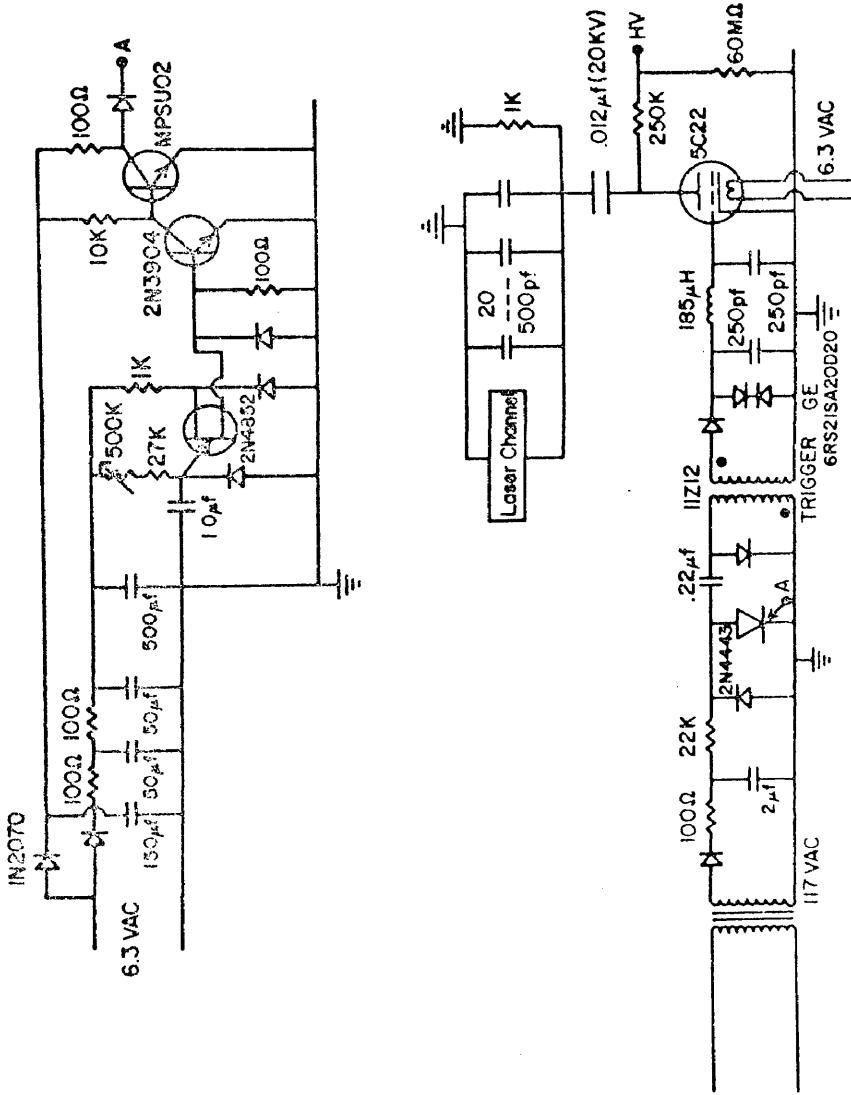 1N2070
6.3 VAC
100Ω
100Ω
150µf
50µf
50µf
500µf
10µf
500K
27K
1K
2N4852
100Ω
2N3904
10K
100Ω
MPSU02
A
Laser Channel
20
500pf
1K
.012µf (20KV)
HV
250K
60MΩ
5C22
6.3 VAC
185µH
250pf
250pf
GE
6RS21SA20D20
11Z12
TRIGGER
.22µf
2N4443
A
22K
100Ω
2µf
117 VAC